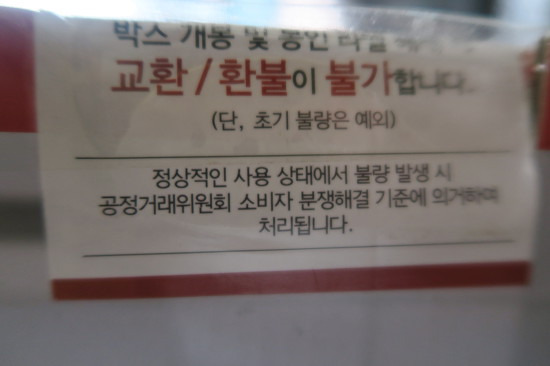 박스 개봉 및 봉인 라벨
교환 / 환불이 불가합니다.
(단, 초기 불량은 예외)
정상적인 사용 상태에서 불량 발생 시
공정거래위원회 소비자 분쟁해결 기준에 의거하며
처리됩니다.